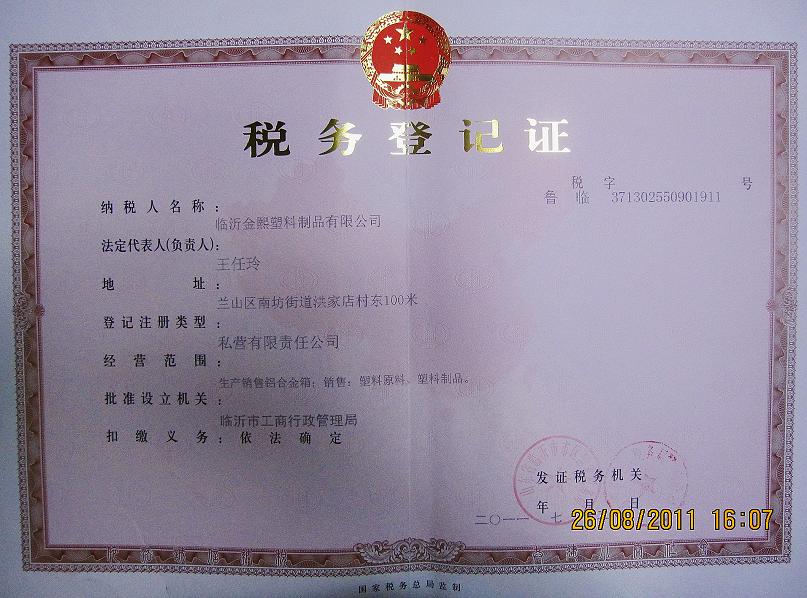 税务登记证
税 字 号
鲁 临 371302550901911
纳税人名称：
临沂金熙塑料制品有限公司
法定代表人(负责人)：
王任玲
地 址：
兰山区南坊街道洪家店村东100米
登记注册类型：
私营有限责任公司
经营范围：
生产销售铝合金箱；销售：塑料原料、塑料制品。
批准设立机关：
临沂市工商行政管理局
扣缴义务：依法确定
发证税务机关
年 月 日
二〇一一 七
26/08/2011 16:07
国家税务总局监制